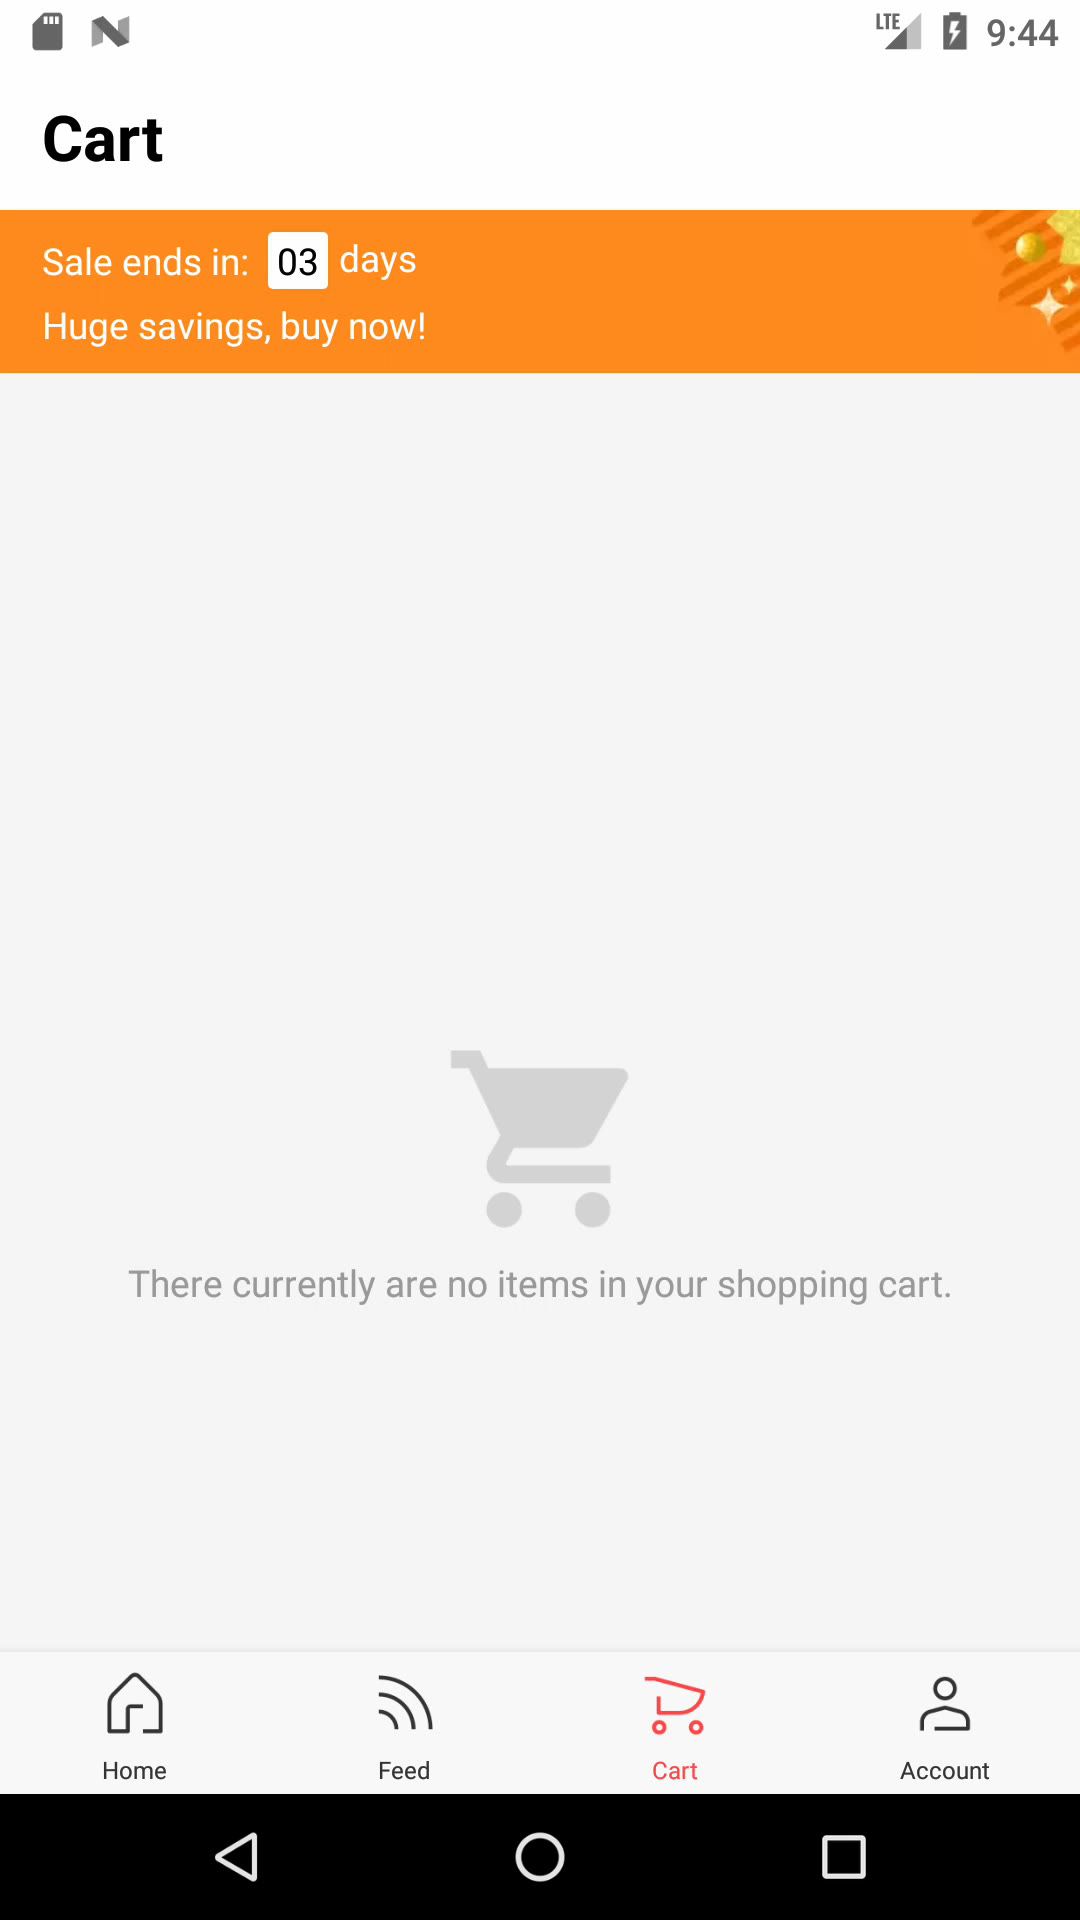 LTE 9:44
Cart
Sale ends in: 03 days
Huge savings, buy now!
There currently are no items in your shopping cart.
Home Feed Cart Account